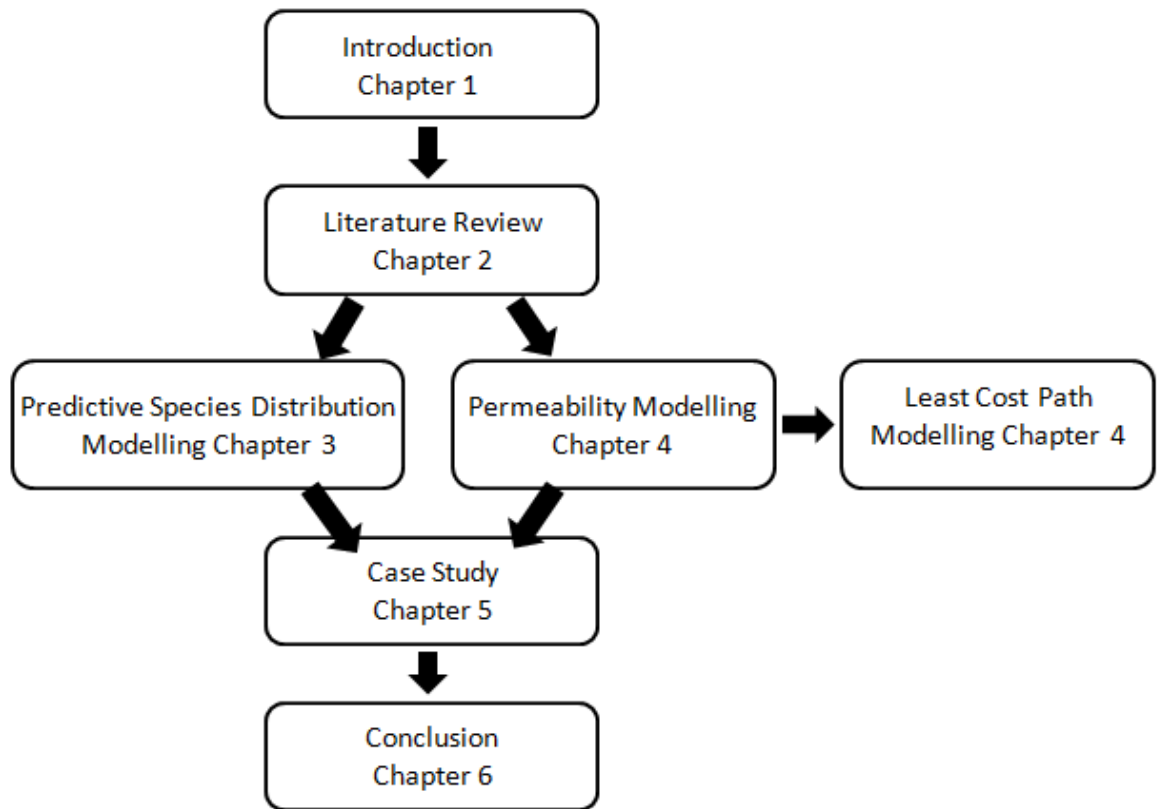 Introduction
Chapter 1
Literature Review
Chapter 2
Predictive Species Distribution
Modelling Chapter 3
Permeability Modelling
Chapter 4
Least Cost Path
Modelling Chapter 4
Case Study
Chapter 5
Conclusion
Chapter 6